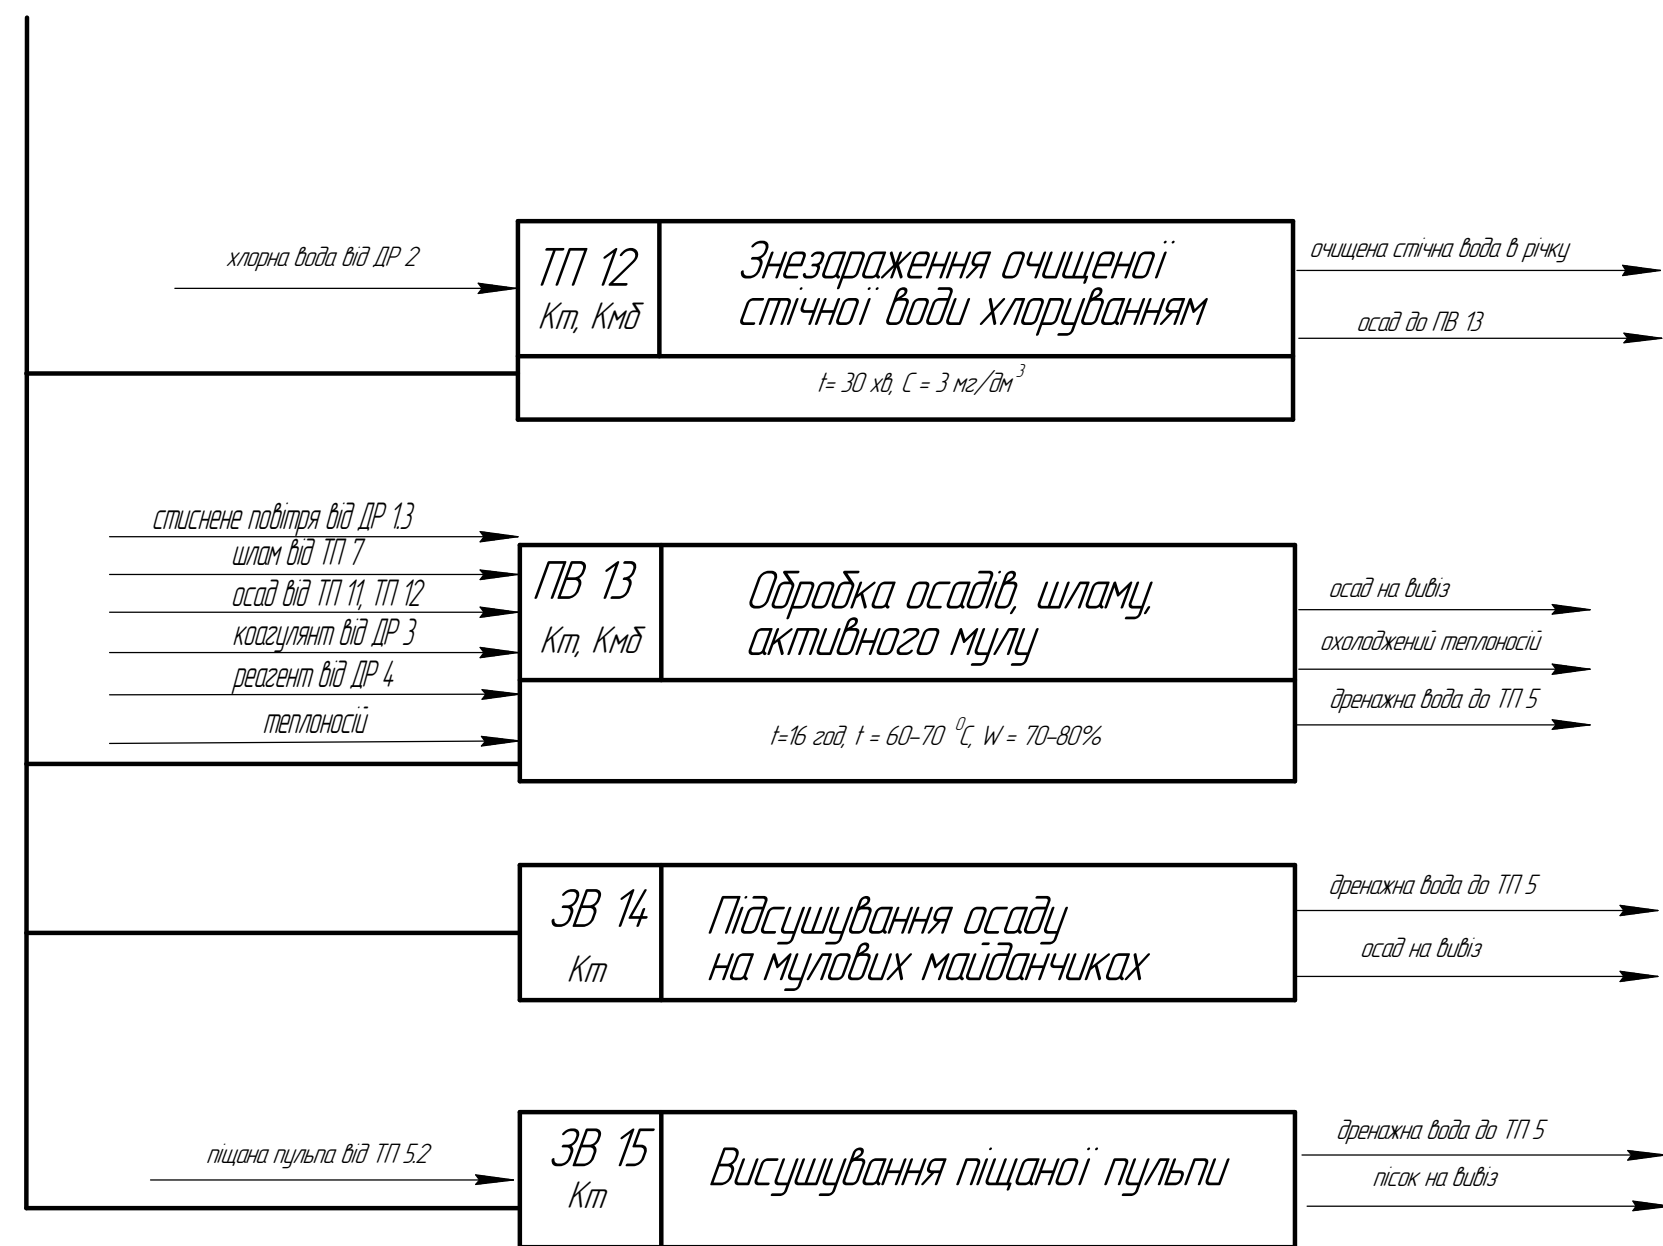 хлорна вода від ДР 2
ТП 12
Кт, Кмб
Знезараження очищеної
стічної води хлоруванням
t= 30 хв, С = 3 мг/дм³
очищена стічна вода в річку
осад до ПВ 13
стиснене повітря від ДР 1.3
шлам від ТП 7
осад від ТП 11, ТП 12
коагулянт від ДР 3
реагент від ДР 4
теплоносій
ПВ 13
Кт, Кмб
Обробка осадів, шламу,
активного мулу
t=16 год, t = 60-70 ⁰С, W = 70-80%
осад на вивіз
охолоджений теплоносій
дренажна вода до ТП 5
ЗВ 14
Кт
Підсушування осаду
на мулових майданчиках
дренажна вода до ТП 5
осад на вивіз
піщана пульпа від ТП 5.2
ЗВ 15
Кт
Висушування піщаної пульпи
дренажна вода до ТП 5
пісок на вивіз